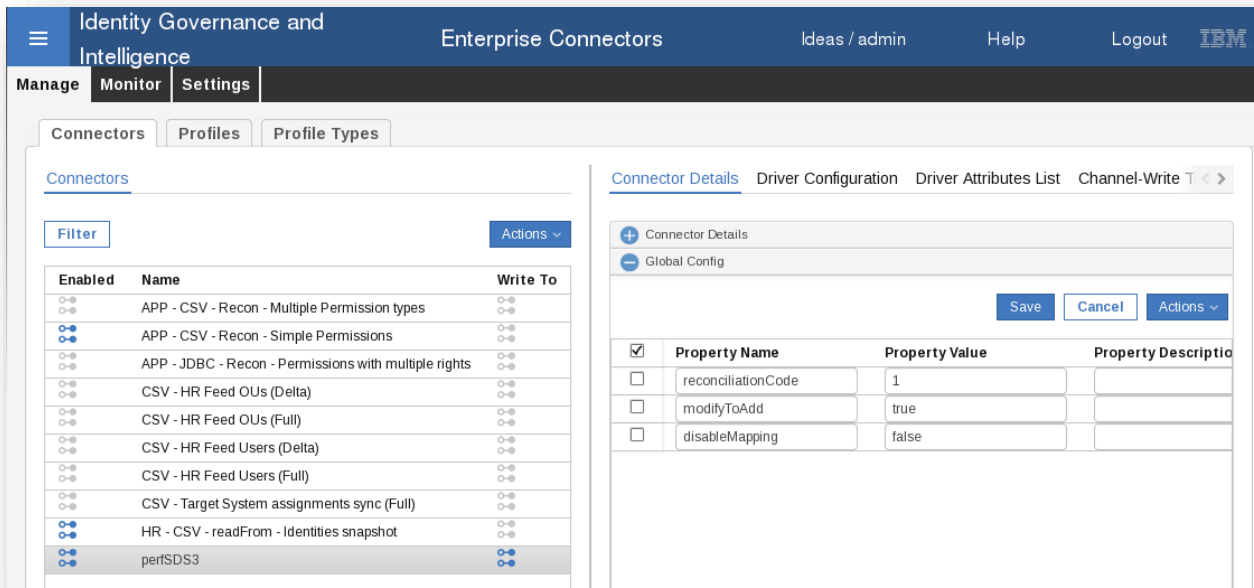 Identity Governance and
Intelligence
Enterprise Connectors
Ideas / admin
Help
Logout
IBM
Manage
Monitor
Settings
Connectors
Profiles
Profile Types
Connectors
Filter
Actions
Enabled Name Write To
APP - CSV - Recon - Multiple Permission types
APP - CSV - Recon - Simple Permissions
APP - JDBC - Recon - Permissions with multiple rights
CSV - HR Feed OUs (Delta)
CSV - HR Feed OUs (Full)
CSV - HR Feed Users (Delta)
CSV - HR Feed Users (Full)
CSV - Target System assignments sync (Full)
HR - CSV - readFrom - Identities snapshot
perfSDS3
Connector Details Driver Configuration Driver Attributes List Channel-Write T
Connector Details
Global Config
Save Cancel Actions
Property Name Property Value Property Descriptio
reconciliationCode 1
modifyToAdd true
disableMapping false